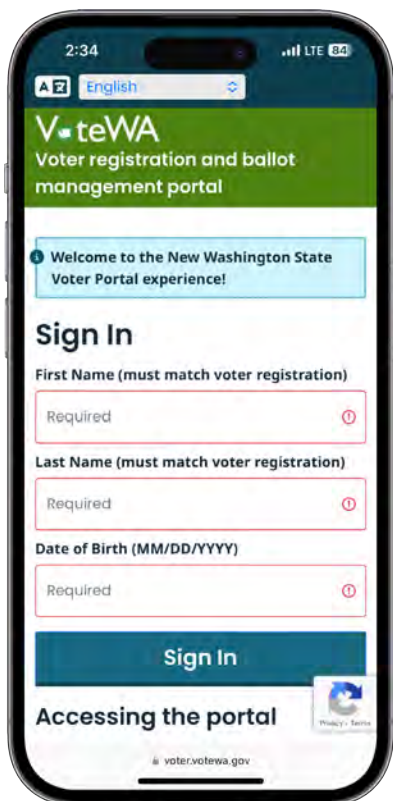 2:34 LTE 84
English
VoteWA
Voter registration and ballot
management portal
Welcome to the New Washington State
Voter Portal experience!
Sign In
First Name (must match voter registration)
Required
Last Name (must match voter registration)
Required
Date of Birth (MM/DD/YYYY)
Required
Sign In
Accessing the portal
Privacy - Terms
voter.votewa.gov